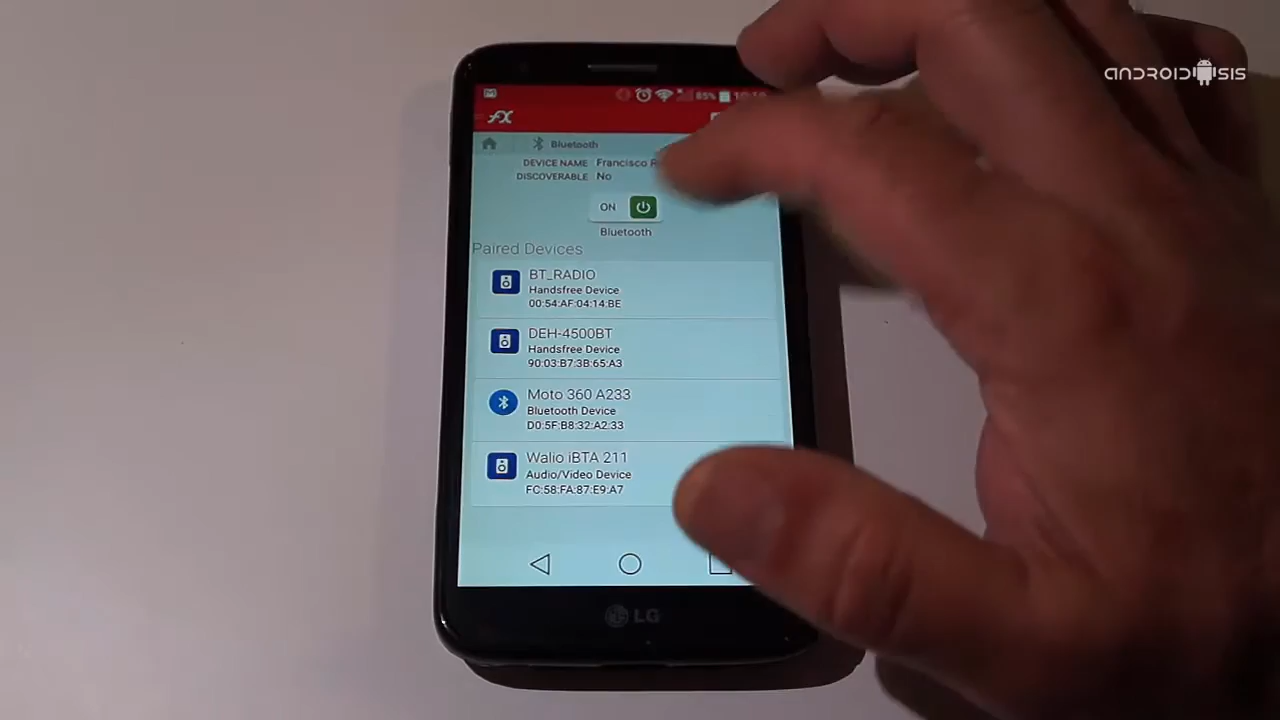 ANDROIDSIS
85%
fX
Bluetooth
DEVICE NAME Francisco
DISCOVERABLE No
ON
Bluetooth
Paired Devices
BT_RADIO
Handsfree Device
00:54:AF:04:14:BE
DEH-4500BT
Handsfree Device
90:03:B7:3B:65:A3
Moto 360 A233
Bluetooth Device
D0:5F:B8:32:A2:33
Walio iBTA 211
Audio/Video Device
FC:58:FA:87:E9:A7
LG